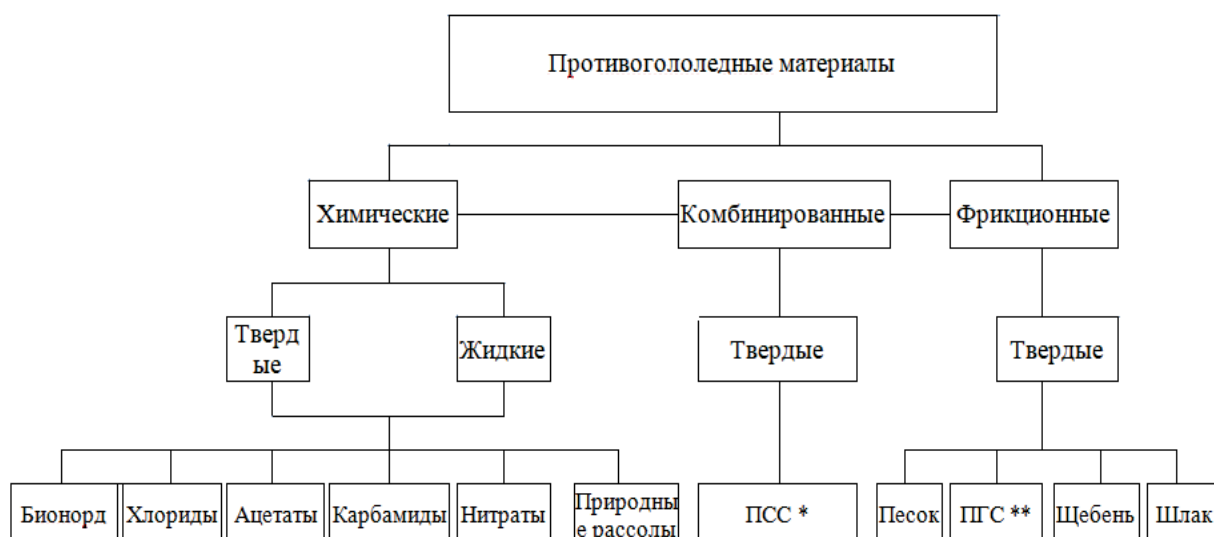 Противогололедные материалы
Химические
Комбинированные
Фрикционные
Тверд
ые
Жидкие
Твердые
Твердые
Бионорд
Хлориды
Ацетаты
Карбамиды
Нитраты
Природны
е рассолы
ПСС *
Песок
ПГС **
Щебень
Шлак